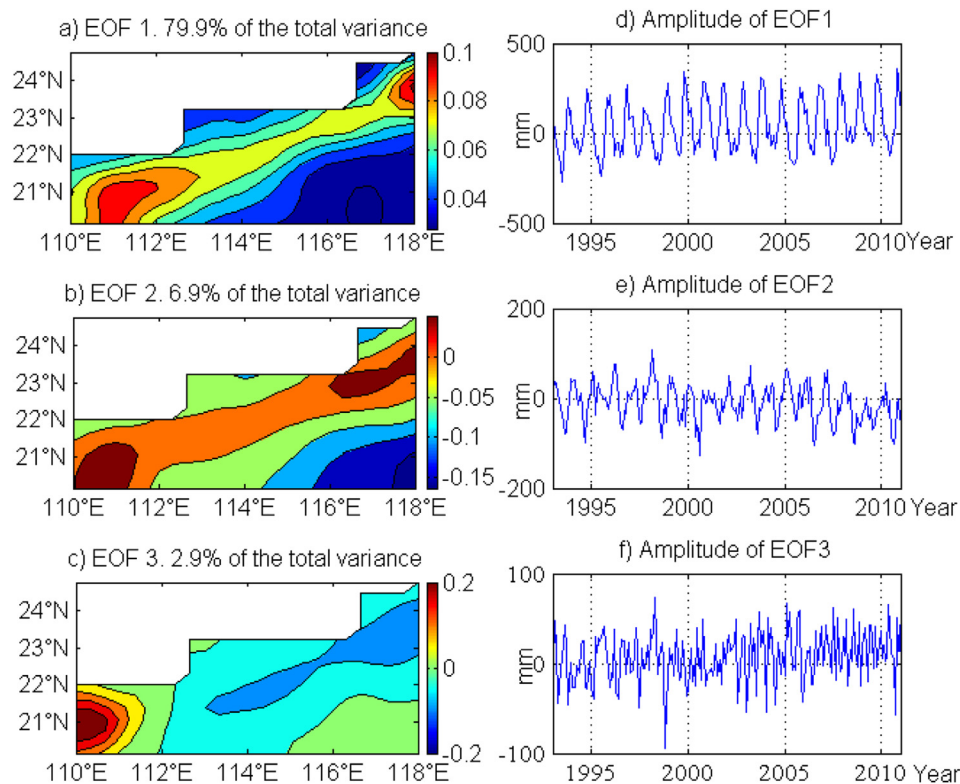 a) EOF 1. 79.9% of the total variance
24°N
23°N
22°N
21°N
110°E 112°E 114°E 116°E 118°E
0.1
0.08
0.06
0.04
d) Amplitude of EOF1
500
0
-500
mm
1995 2000 2005 2010 Year
b) EOF 2. 6.9% of the total variance
24°N
23°N
22°N
21°N
110°E 112°E 114°E 116°E 118°E
0
-0.05
-0.1
-0.15
e) Amplitude of EOF2
200
0
-200
mm
1995 2000 2005 2010 Year
c) EOF 3. 2.9% of the total variance
24°N
23°N
22°N
21°N
110°E 112°E 114°E 116°E 118°E
0.2
0
-0.2
f) Amplitude of EOF3
100
0
-100
mm
1995 2000 2005 2010 Year